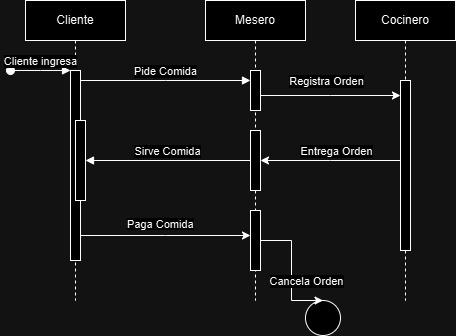 Cliente
Mesero
Cocinero
Cliente ingresa
Pide Comida
Registra Orden
Sirve Comida
Entrega Orden
Paga Comida
Cancela Orden